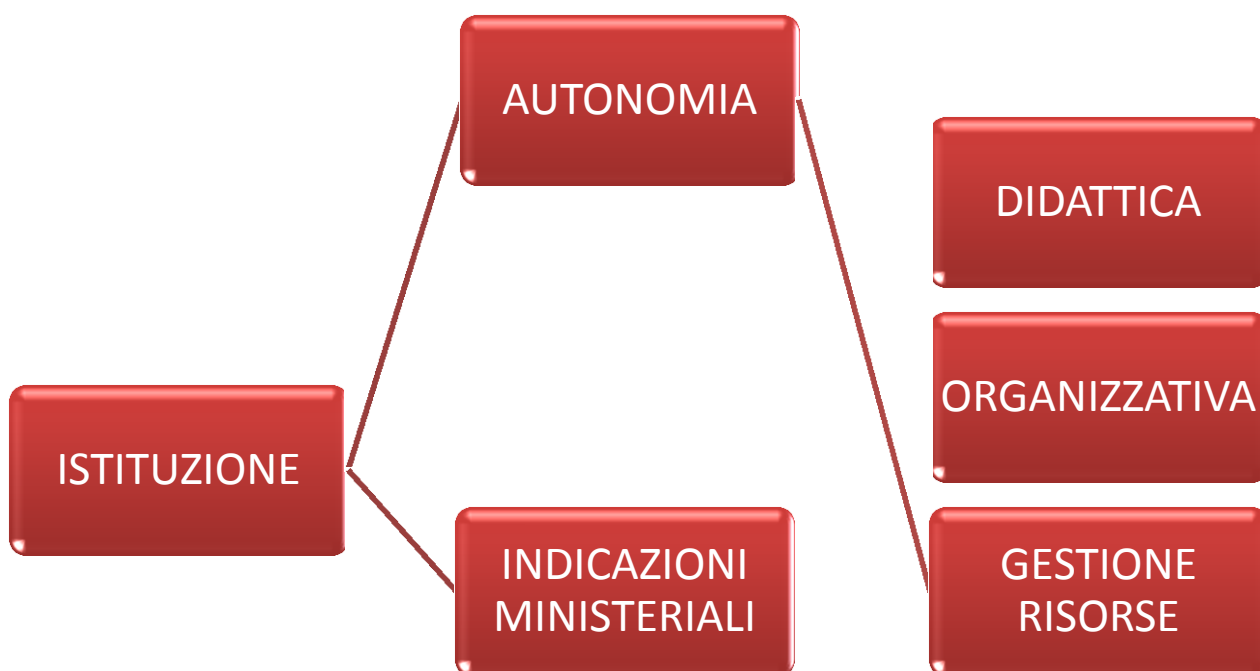 AUTONOMIA
DIDATTICA
ORGANIZZATIVA
ISTITUZIONE
INDICAZIONI
MINISTERIALI
GESTIONE
RISORSE